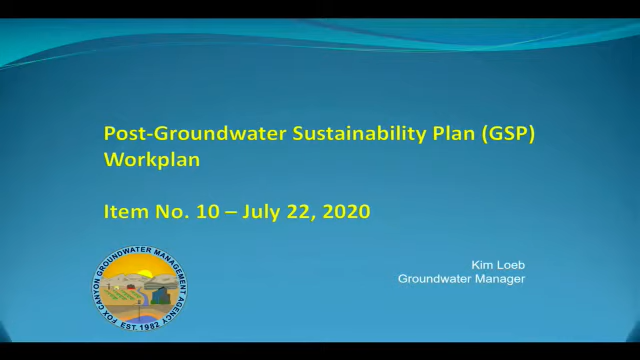 Post-Groundwater Sustainability Plan (GSP)
Workplan
Item No. 10 – July 22, 2020
Kim Loeb
Groundwater Manager
FOX CANYON GROUNDWATER MANAGEMENT AGENCY
EST 1982